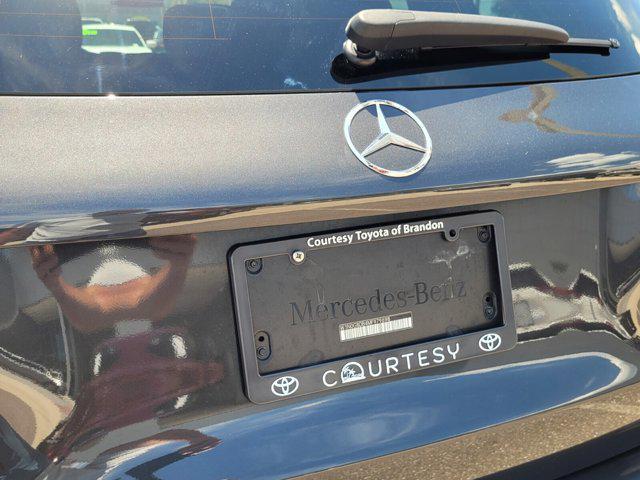 Courtesy Toyota of Brandon
Mercedes-Benz
COURTESY